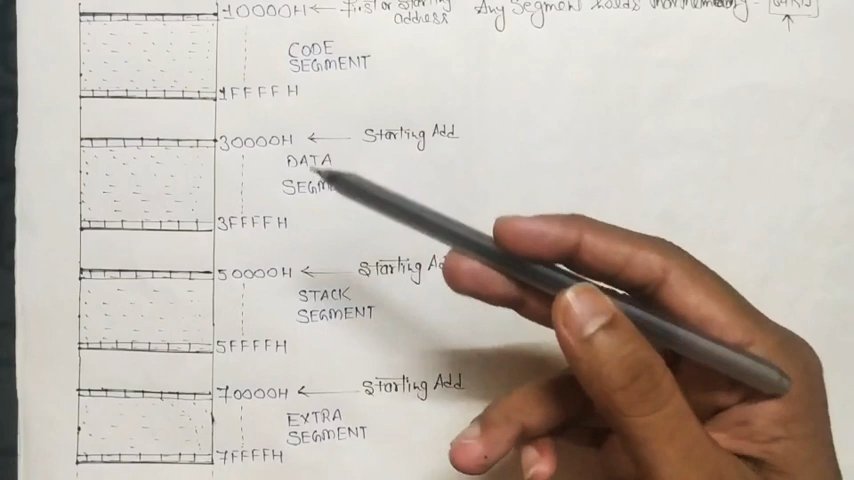 10000H ← First or Starting Address
Any Segment holds
CODE
SEGMENT
1FFFFH
30000H ← Starting Add
DATA
SEGM
3FFFFH
50000H ← Starting Ad
STACK
SEGMENT
5FFFFH
70000H ← Starting Add
EXTRA
SEGMENT
7FFFFH